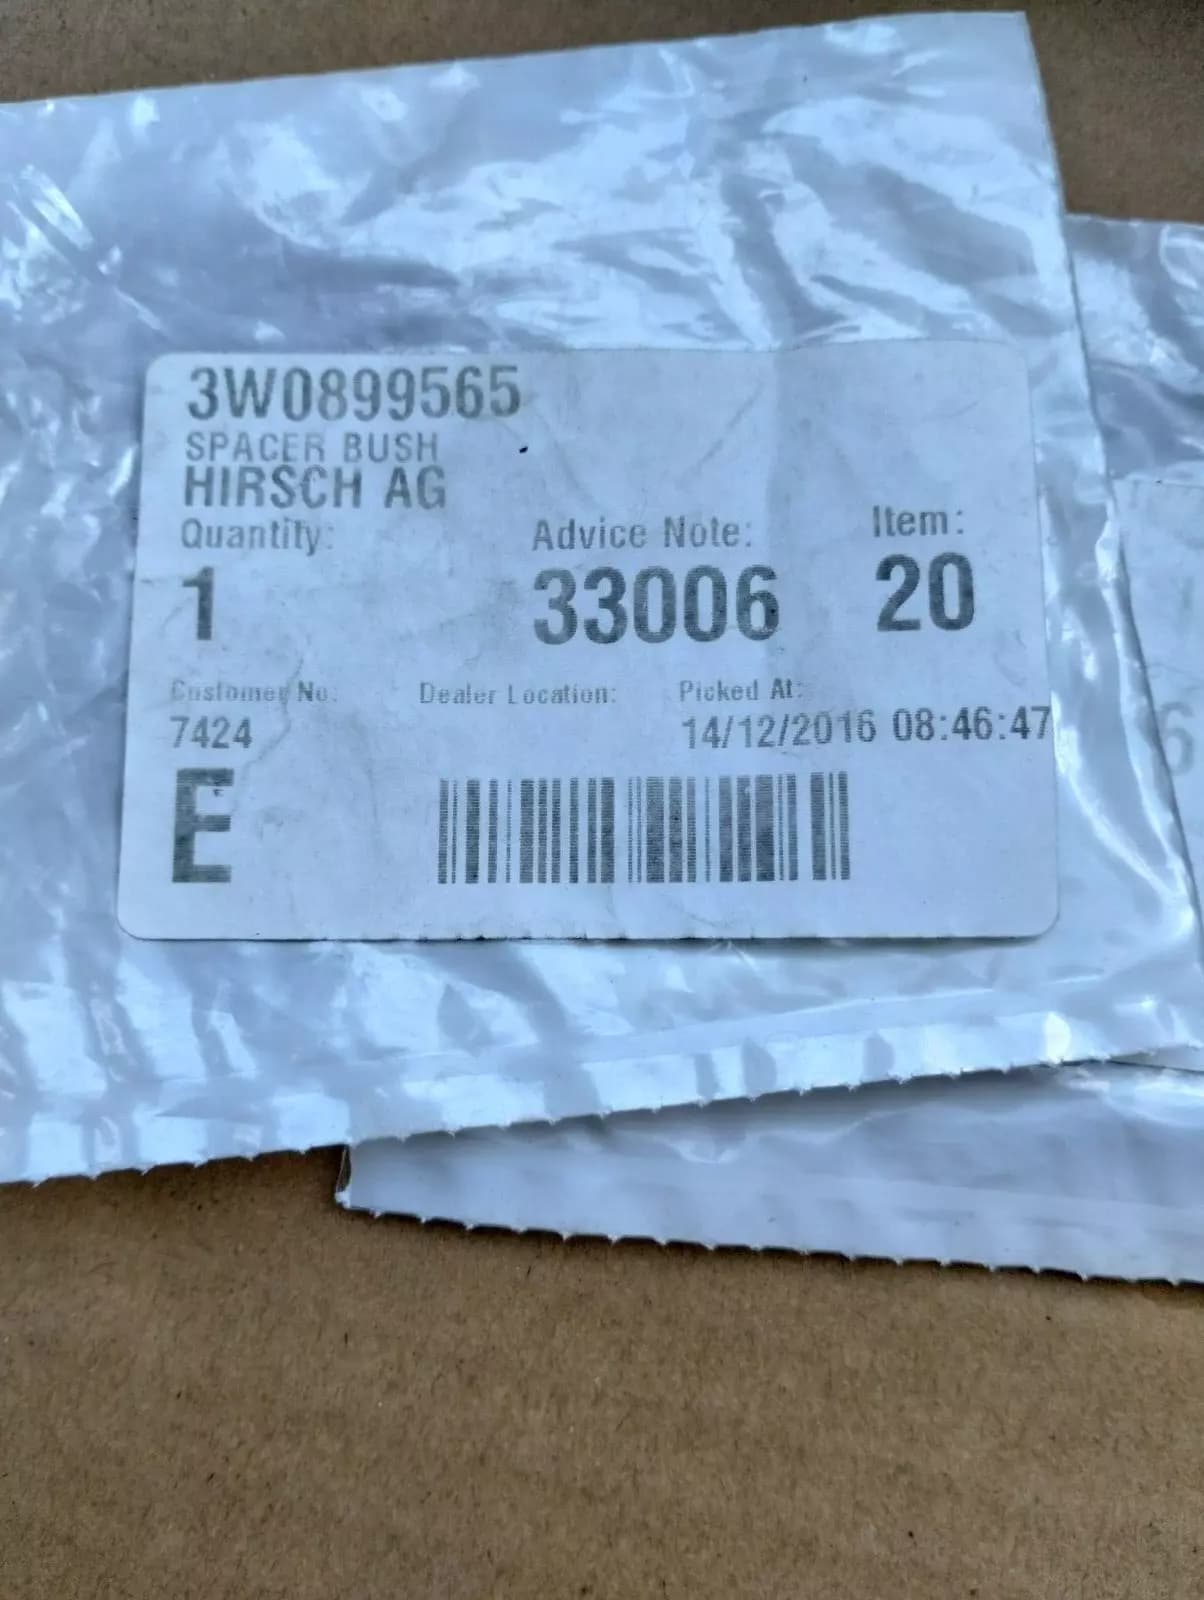 3W0899565
SPACER BUSH
HIRSCH AG
Quantity: Advice Note: Item:
1 33006 20
Customer No: Dealer Location: Picked At:
7424 14/12/2016 08:46:47
E
6